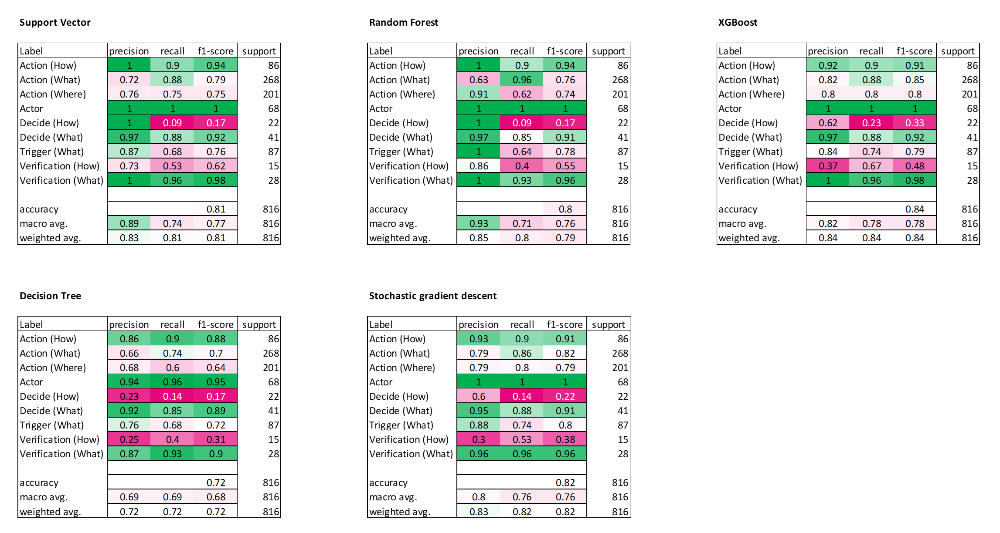 Support Vector
Label precision recall f1-score support
Action (How) 1 0.9 0.94 86
Action (What) 0.72 0.88 0.79 268
Action (Where) 0.76 0.75 0.75 201
Actor 1 1 1 68
Decide (How) 1 0.09 0.17 22
Decide (What) 0.97 0.88 0.92 41
Trigger (What) 0.87 0.68 0.76 87
Verification (How) 0.73 0.53 0.62 15
Verification (What) 1 0.96 0.98 28
accuracy 0.81 816
macro avg. 0.89 0.74 0.77 816
weighted avg. 0.83 0.81 0.81 816
Random Forest
Label precision recall f1-score support
Action (How) 1 0.9 0.94 86
Action (What) 0.63 0.96 0.76 268
Action (Where) 0.91 0.62 0.74 201
Actor 1 1 1 68
Decide (How) 1 0.09 0.17 22
Decide (What) 0.97 0.85 0.91 41
Trigger (What) 1 0.64 0.78 87
Verification (How) 0.86 0.4 0.55 15
Verification (What) 1 0.93 0.96 28
accuracy 0.8 816
macro avg. 0.93 0.71 0.76 816
weighted avg. 0.85 0.8 0.79 816
XGBoost
Label precision recall f1-score support
Action (How) 0.92 0.9 0.91 86
Action (What) 0.82 0.88 0.85 268
Action (Where) 0.8 0.8 0.8 201
Actor 1 1 1 68
Decide (How) 0.62 0.23 0.33 22
Decide (What) 0.97 0.88 0.92 41
Trigger (What) 0.84 0.74 0.79 87
Verification (How) 0.37 0.67 0.48 15
Verification (What) 1 0.96 0.98 28
accuracy 0.84 816
macro avg. 0.82 0.78 0.78 816
weighted avg. 0.84 0.84 0.84 816
Decision Tree
Label precision recall f1-score support
Action (How) 0.86 0.9 0.88 86
Action (What) 0.66 0.74 0.7 268
Action (Where) 0.68 0.6 0.64 201
Actor 0.94 0.96 0.95 68
Decide (How) 0.23 0.14 0.17 22
Decide (What) 0.92 0.85 0.89 41
Trigger (What) 0.76 0.68 0.72 87
Verification (How) 0.25 0.4 0.31 15
Verification (What) 0.87 0.93 0.9 28
accuracy 0.72 816
macro avg. 0.69 0.69 0.68 816
weighted avg. 0.72 0.72 0.72 816
Stochastic gradient descent
Label precision recall f1-score support
Action (How) 0.93 0.9 0.91 86
Action (What) 0.79 0.86 0.82 268
Action (Where) 0.79 0.8 0.79 201
Actor 1 1 1 68
Decide (How) 0.6 0.14 0.22 22
Decide (What) 0.95 0.88 0.91 41
Trigger (What) 0.88 0.74 0.8 87
Verification (How) 0.3 0.53 0.38 15
Verification (What) 0.96 0.96 0.96 28
accuracy 0.82 816
macro avg. 0.8 0.76 0.76 816
weighted avg. 0.83 0.82 0.82 816